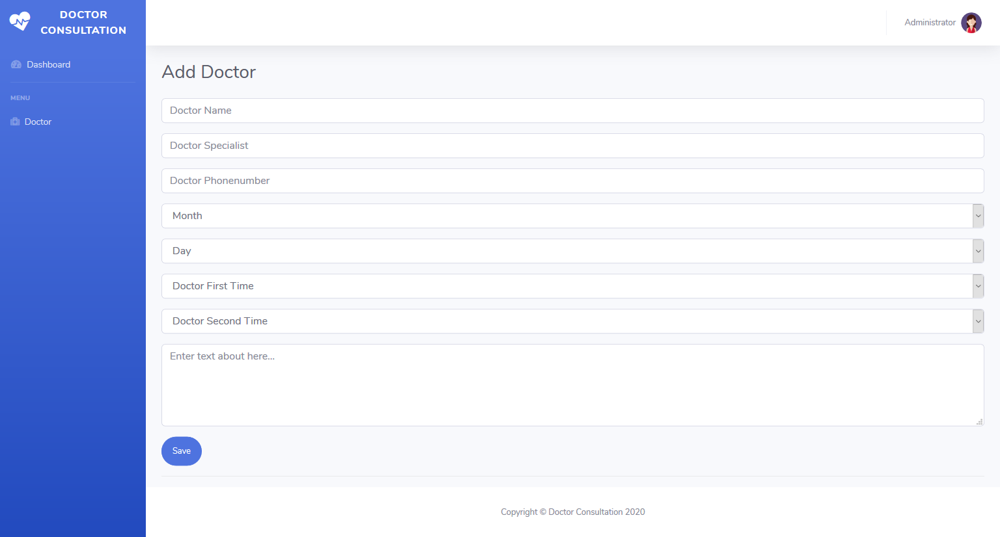 DOCTOR
CONSULTATION
Dashboard
MENU
Doctor
Administrator
Add Doctor
Doctor Name
Doctor Specialist
Doctor Phonenumber
Month
Day
Doctor First Time
Doctor Second Time
Enter text about here...
Save
Copyright © Doctor Consultation 2020